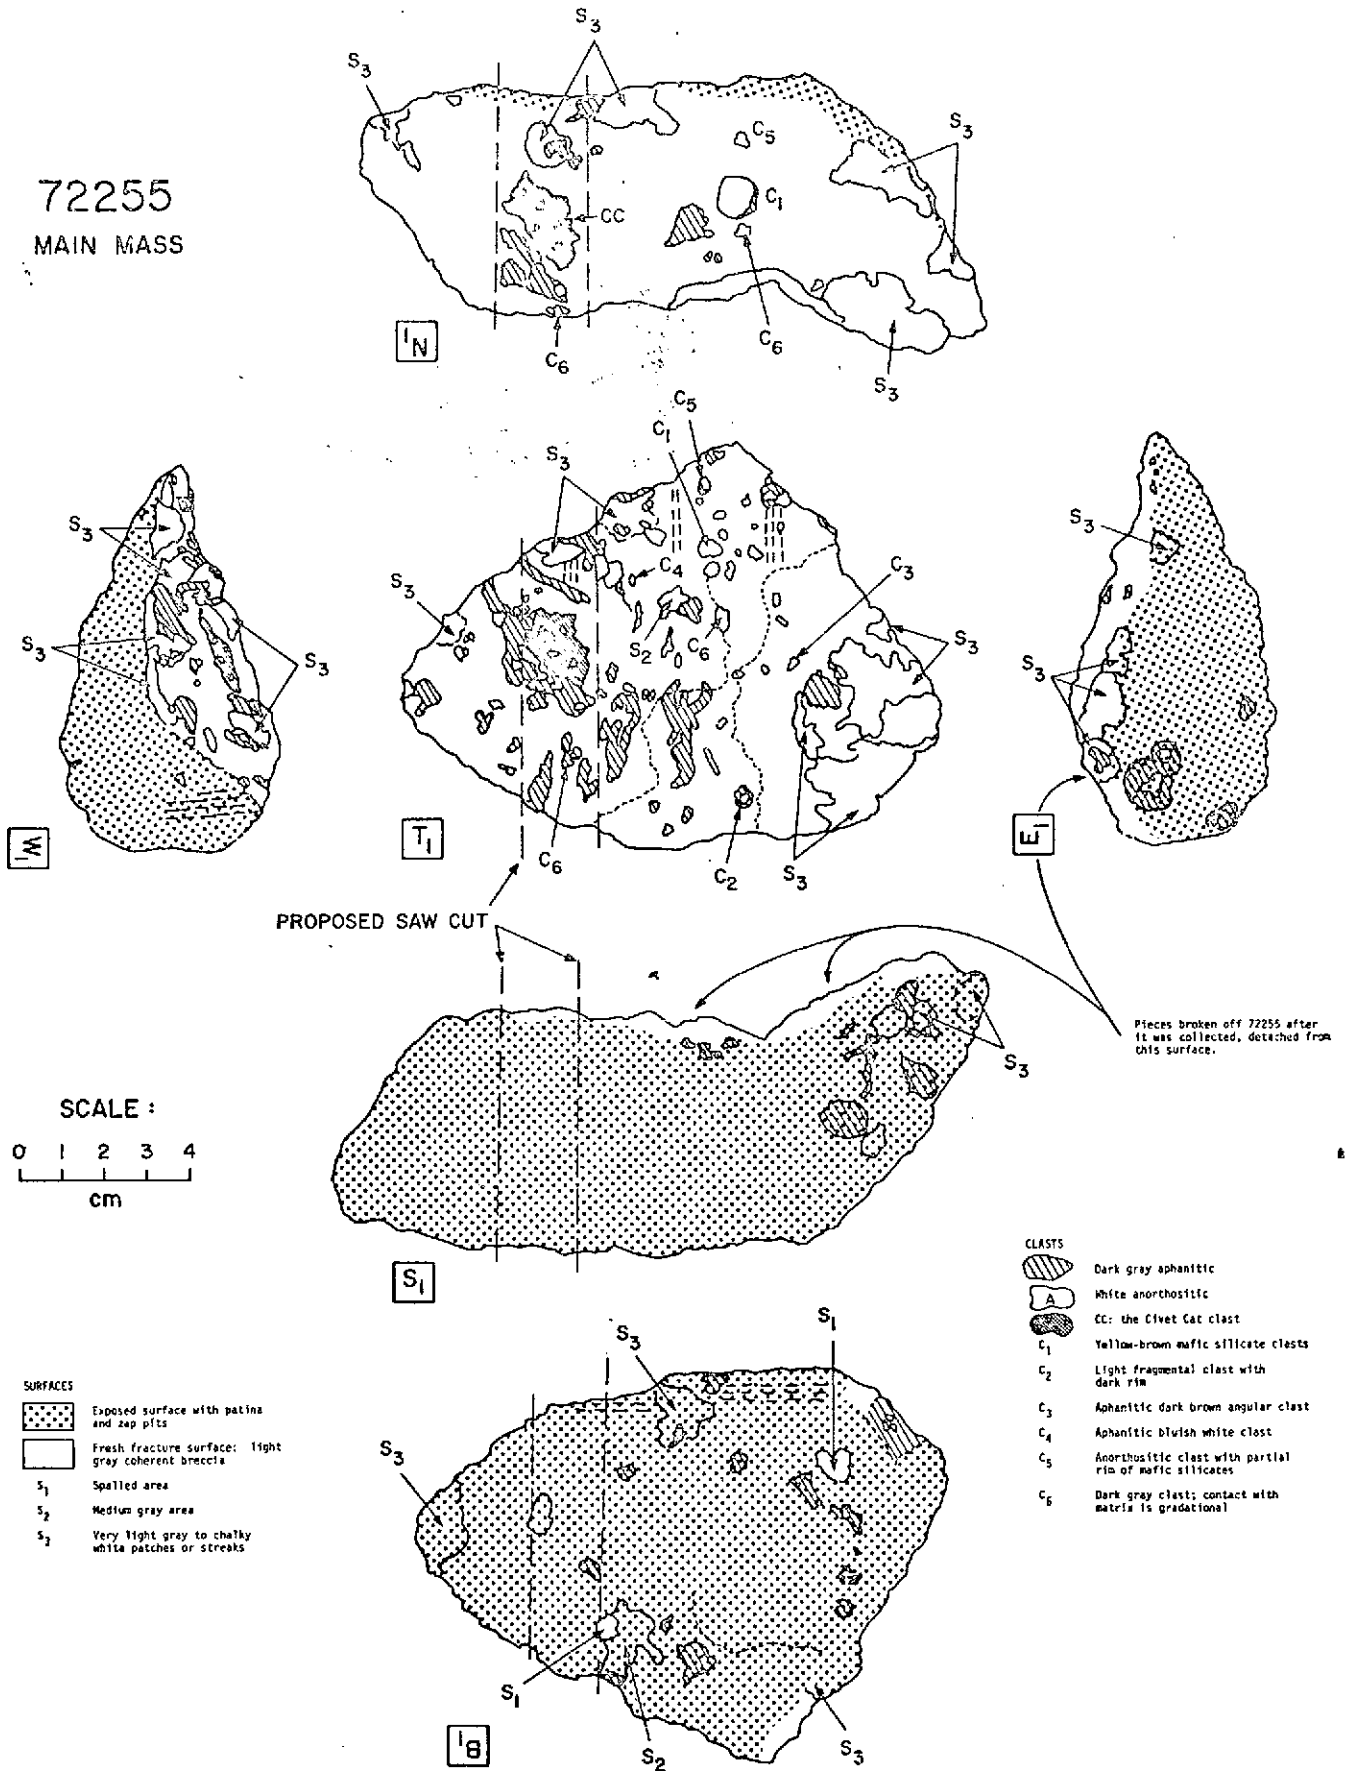 72255
MAIN MASS
S3
S3
S3
C5
C1
CC
C6
C6
S3
N1
C5
C1
S3
S3
S3
C4
C3
S3
S3
S2
C6
S3
S3
S3
S3
W1
T1
C6
C2
S3
E1
PROPOSED SAW CUT
S3
Pieces broken off 72255 after
it was collected, detached from
this surface.
SCALE :
0 1 2 3 4
cm
S1
CLASTS
Dark gray aphanitic
A White anorthositic
CC: the Civet Cat clast
C1 Yellow-brown mafic silicate clasts
C2 Light fragmental clast with
dark rim
C3 Aphanitic dark brown angular clast
C4 Aphanitic bluish white clast
C5 Anorthositic clast with partial
rim of mafic silicates
C6 Dark gray clast; contact with
matrix is gradational
SURFACES
Exposed surface with patina
and zap pits
Fresh fracture surface: light
gray coherent breccia
S1 Spalled area
S2 Medium gray area
S3 Very light gray to chalky
white patches or streaks
S3
S1
S3
S1
B1
S2
S3